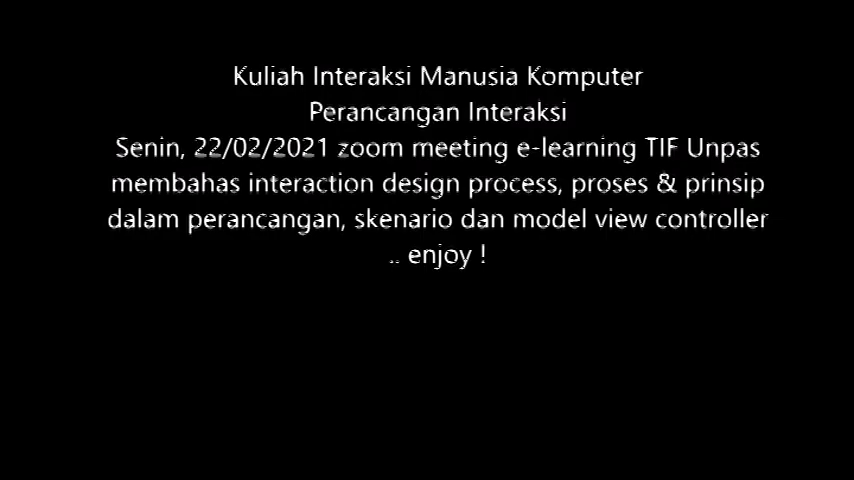 Kuliah Interaksi Manusia Komputer
Perancangan Interaksi
Senin, 22/02/2021 zoom meeting e-learning TIF Unpas
membahas interaction design process, proses & prinsip
dalam perancangan, skenario dan model view controller
.. enjoy !